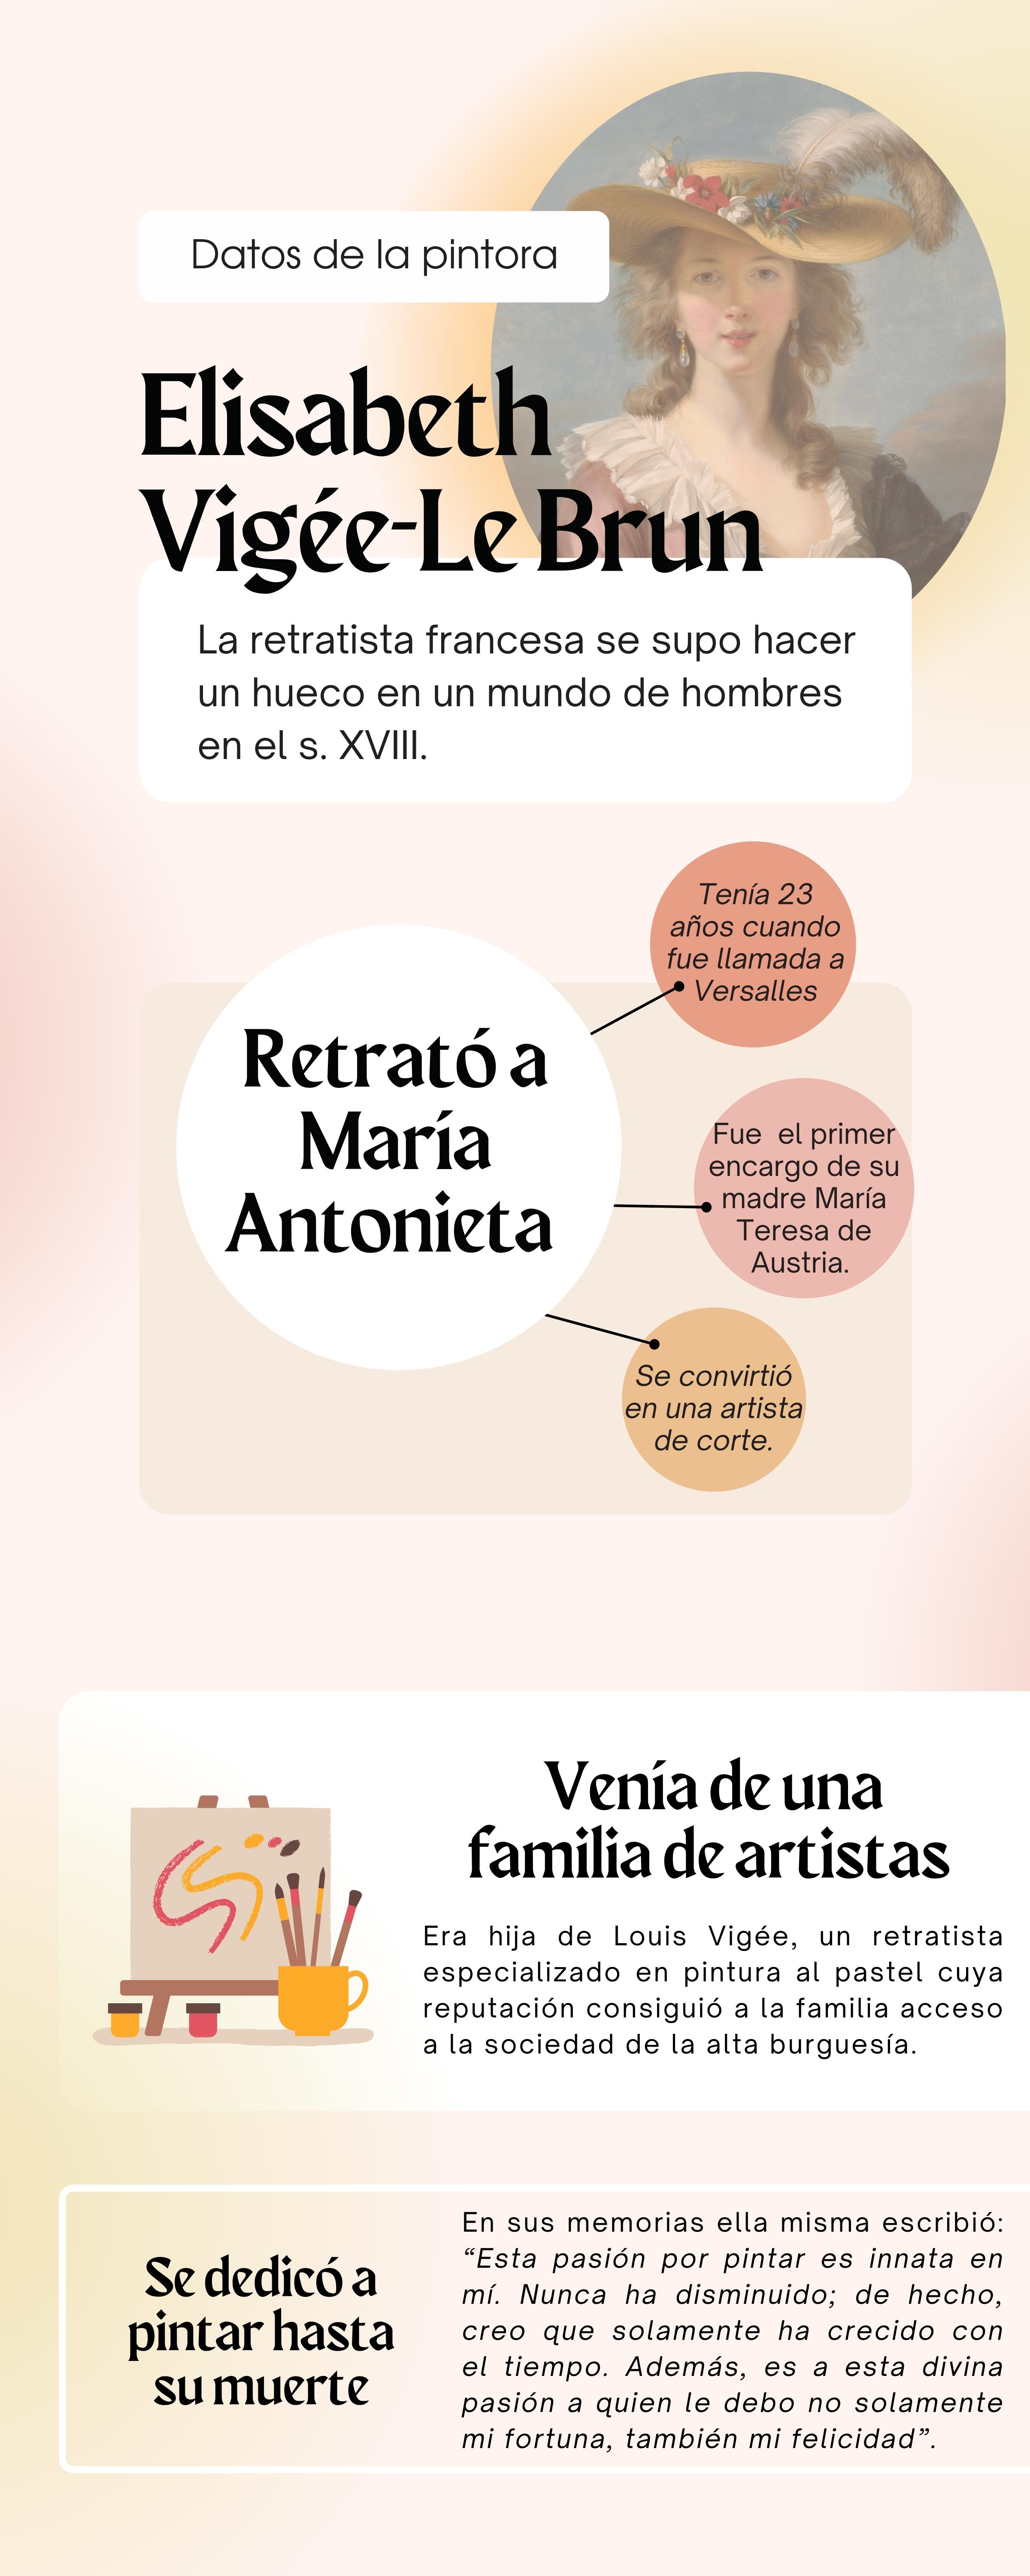 Datos de la pintora
Elisabeth
Vigée-Le Brun
La retratista francesa se supo hacer
un hueco en un mundo de hombres
en el s. XVIII.
Retrató a
María
Antonieta
Tenía 23
años cuando
fue llamada a
Versalles
Fue  el primer
encargo de su
madre María
Teresa de
Austria.
Se convirtió
en una artista
de corte.
Venía de una
familia de artistas
Era hija de Louis Vigée, un retratista
especializado en pintura al pastel cuya
reputación consiguió a la familia acceso
a la sociedad de la alta burguesía.
Se dedicó a
pintar hasta
su muerte
En sus memorias ella misma escribió:
“Esta pasión por pintar es innata en
mí. Nunca ha disminuido; de hecho,
creo que solamente ha crecido con
el tiempo. Además, es a esta divina
pasión a quien le debo no solamente
mi fortuna, también mi felicidad”.